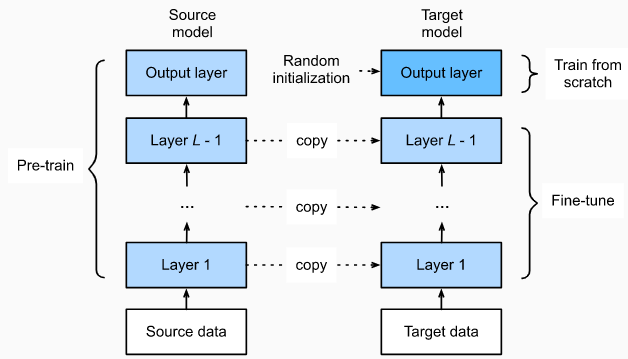 Source
model
Target
model
Output layer
Random
initialization
Output layer
Train from
scratch
Layer L - 1
copy
Layer L - 1
Pre-train
...
copy
...
Fine-tune
Layer 1
copy
Layer 1
Source data
Target data